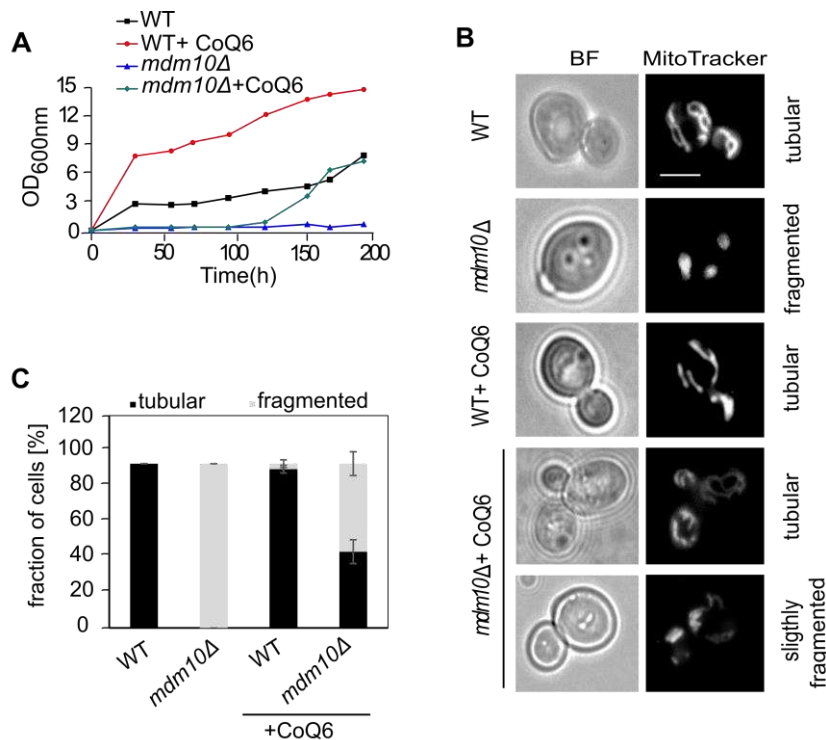 A
WT
WT+ CoQ6
mdm10Δ
mdm10Δ+CoQ6
15
12
9
6
3
0
OD600nm
0 50 100 150 200
Time(h)
B
BF MitoTracker
WT
tubular
mdm10Δ
fragmented
WT+ CoQ6
tubular
mdm10Δ+ CoQ6
tubular
sligthly
fragmented
C
tubular fragmented
120
100
80
60
40
20
0
fraction of cells [%]
WT mdm10Δ WT mdm10Δ
+CoQ6